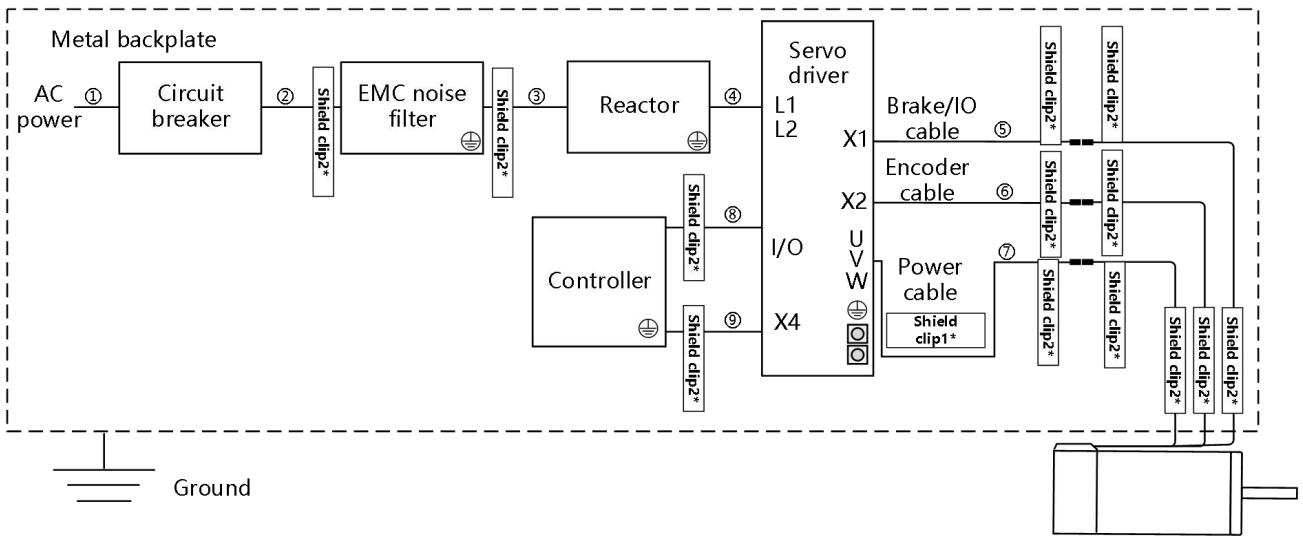 Metal backplate
AC
power
①
Circuit
breaker
②
Shield clip2*
EMC noise
filter
Shield clip2*
③
Reactor
④
Servo
driver
L1
L2
X1
X2
U
V
W
I/O
X4
Brake/IO
cable
⑤
Shield clip2*
Shield clip2*
Encoder
cable
⑥
Shield clip2*
Shield clip2*
Power
cable
⑦
Shield
clip1*
Shield clip2*
Shield clip2*
Controller
Shield clip2*
⑧
Shield clip2*
⑨
Shield clip2*
Shield clip2*
Shield clip2*
Ground